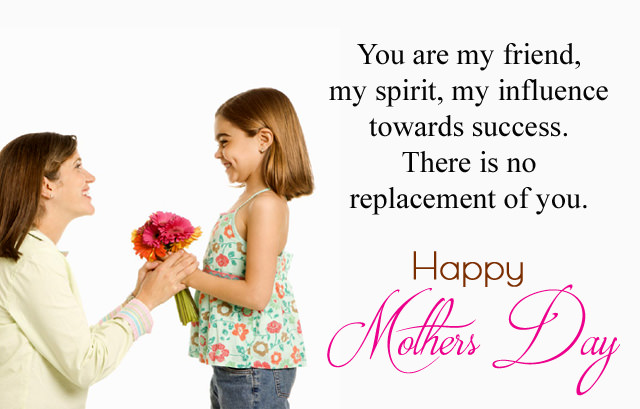 You are my friend,
my spirit, my influence
towards success.
There is no
replacement of you.
Happy
Mothers Day